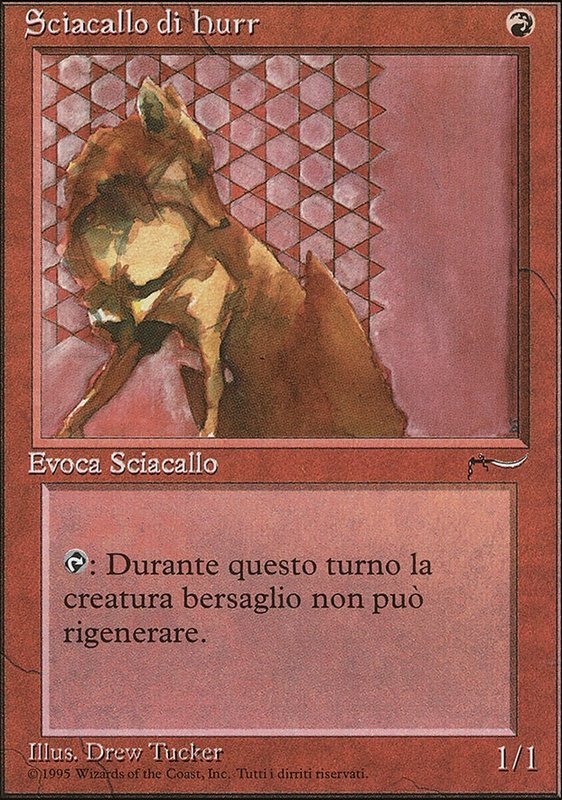 Sciacallo di hurr
Evoca Sciacallo
: Durante questo turno la
creatura bersaglio non può
rigenerare.
Illus. Drew Tucker
1/1
©1995 Wizards of the Coast, Inc. Tutti i dirriti riservati.